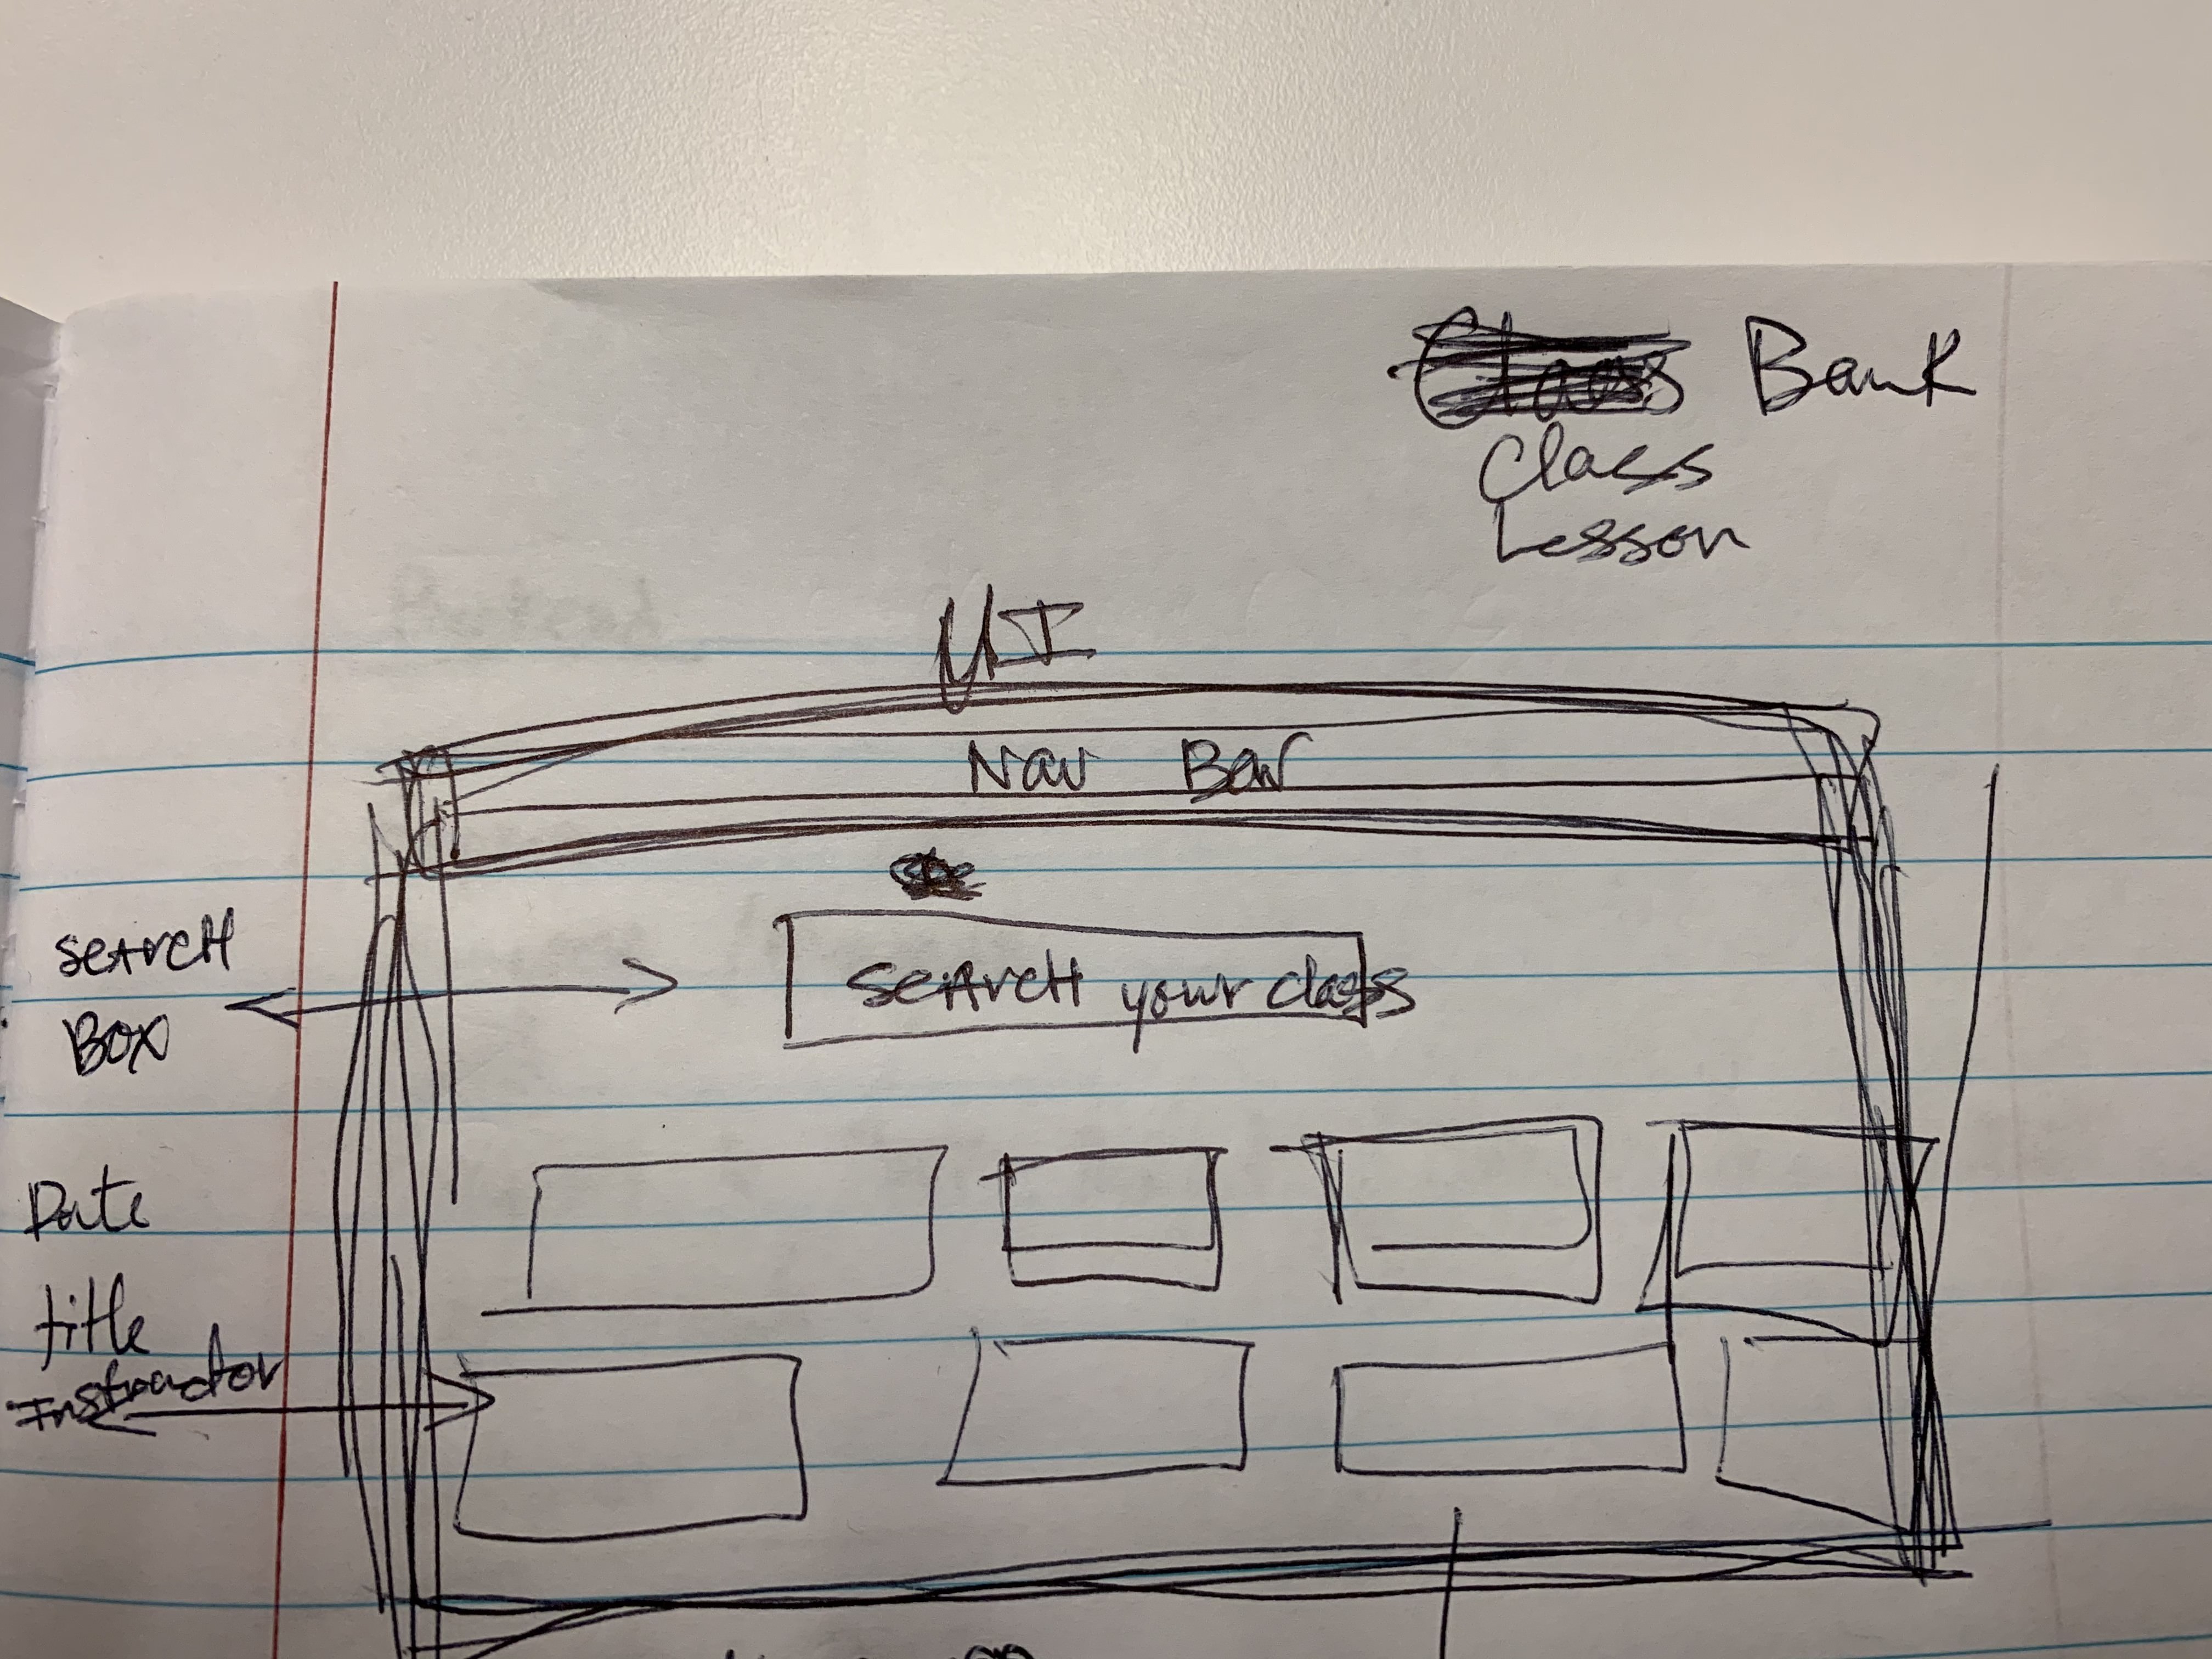 Bank
Class
Lesson
UI
Nav Bar
Search
Box
Search your class
Date
title
Instructor